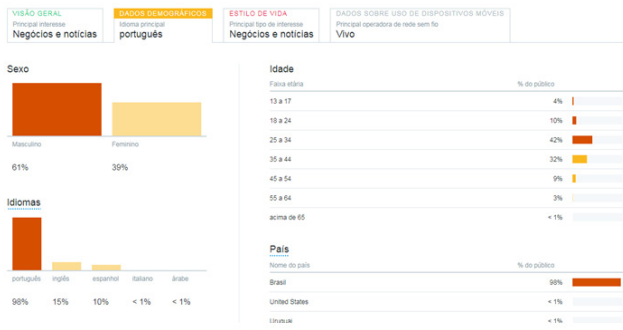 VISÃO GERAL
Principal interesse
Negócios e notícias
DADOS DEMOGRÁFICOS
Idioma principal
português
ESTILO DE VIDA
Principal tipo de interesse
Negócios e notícias
DADOS SOBRE USO DE DISPOSITIVOS MÓVEIS
Principal operadora de rede sem fio
Vivo
Sexo
Masculino Feminino
61% 39%
Idiomas
português inglês espanhol italiano árabe
98% 15% 10% < 1% < 1%
Idade
Faixa etária % do público
13 a 17 4%
18 a 24 10%
25 a 34 42%
35 a 44 32%
45 a 54 9%
55 a 64 3%
acima de 65 < 1%
País
Nome do país % do público
Brasil 98%
United States < 1%
Uruguai < 1%